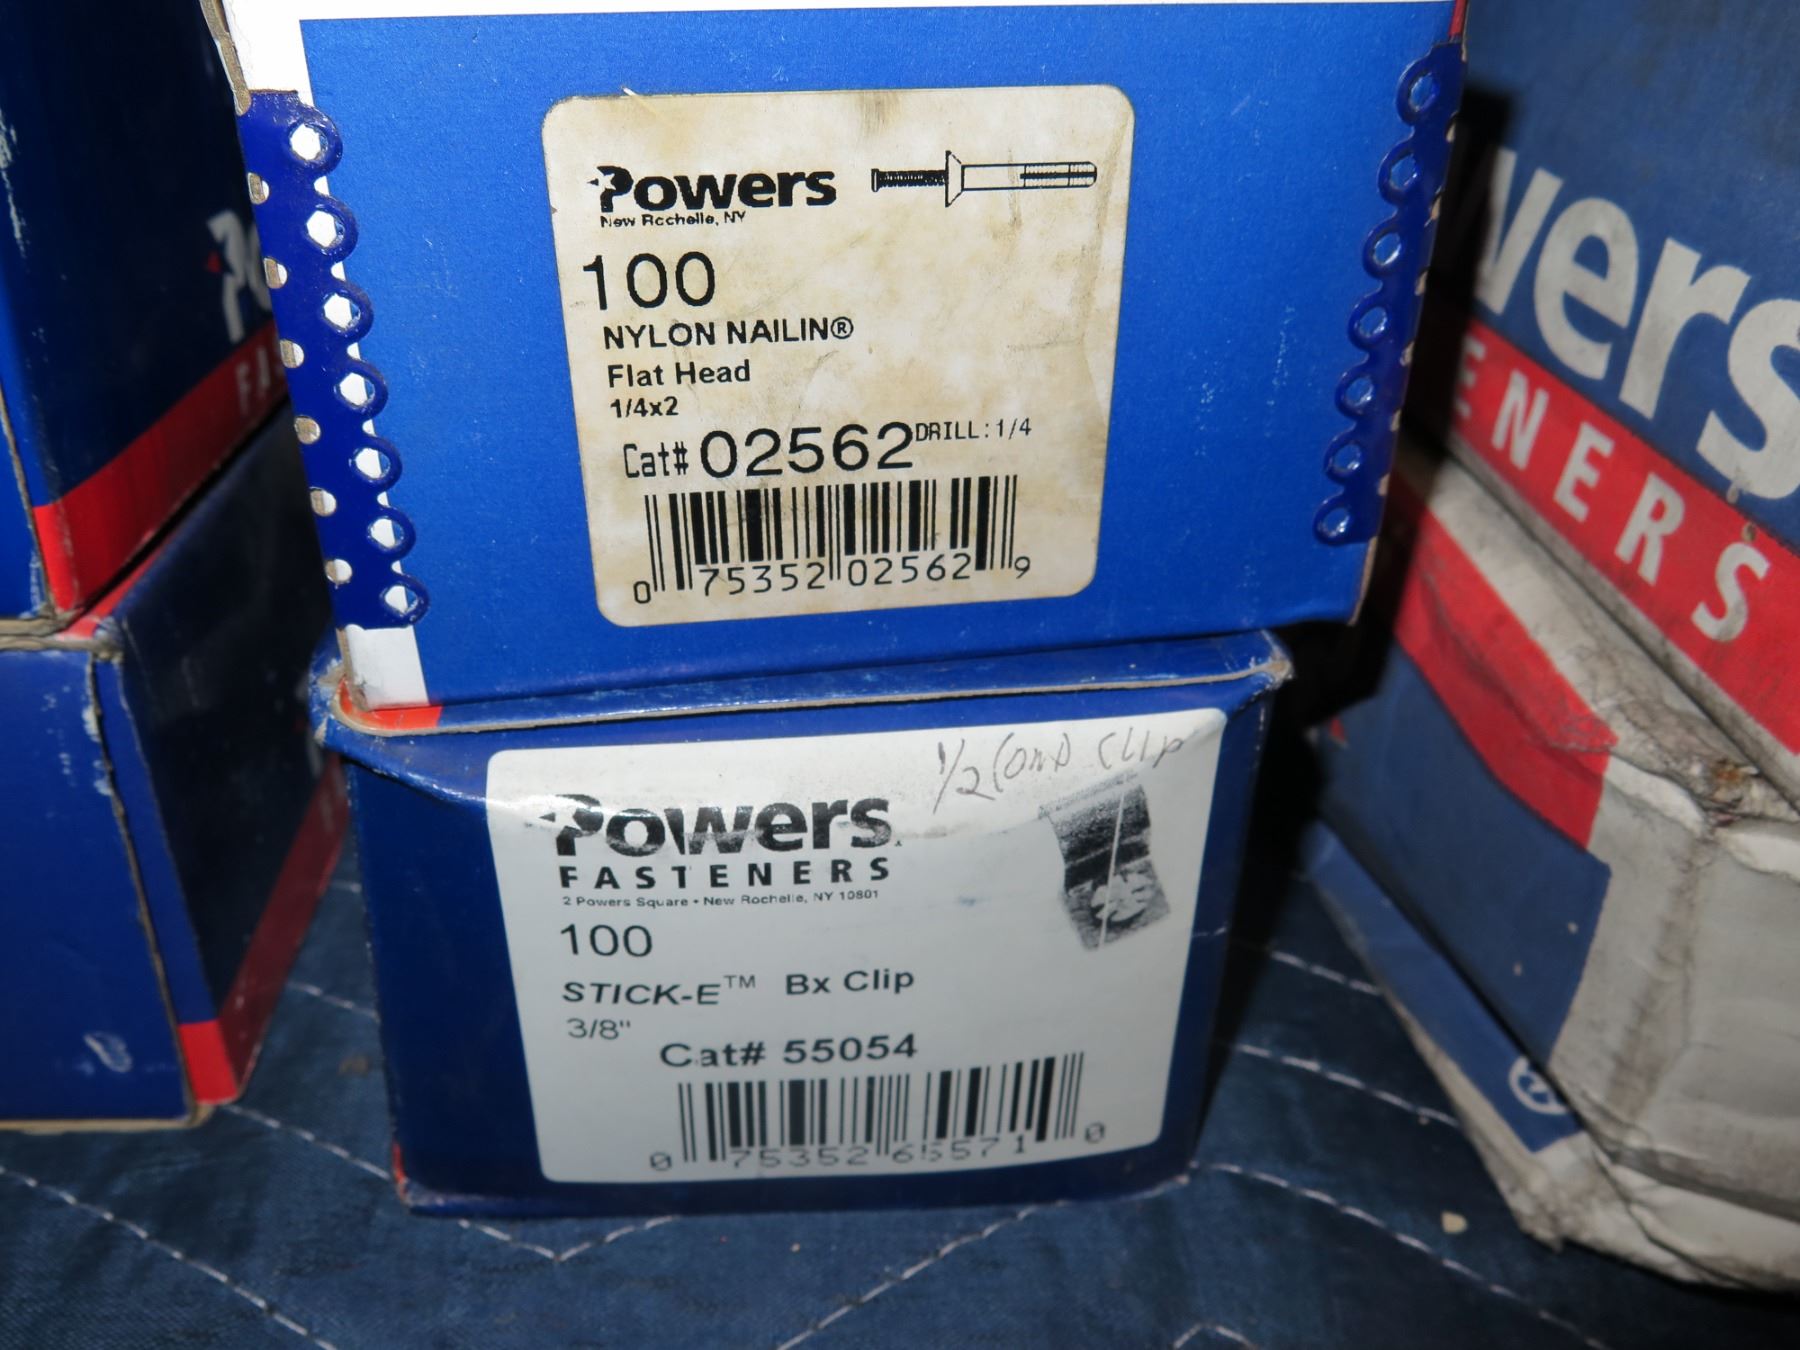 Powers
New Rochelle, NY
100
NYLON NAILIN®
Flat Head
1/4x2
Cat# 02562 DRILL: 1/4
0 75352 02562 9
1/2 Cond CLIP
Powers
FASTENERS
2 Powers Square • New Rochelle, NY 10801
100
STICK-E™ Bx Clip
3/8"
Cat# 55054
0 75352 65571 0
wers
ENERS
Po
FA